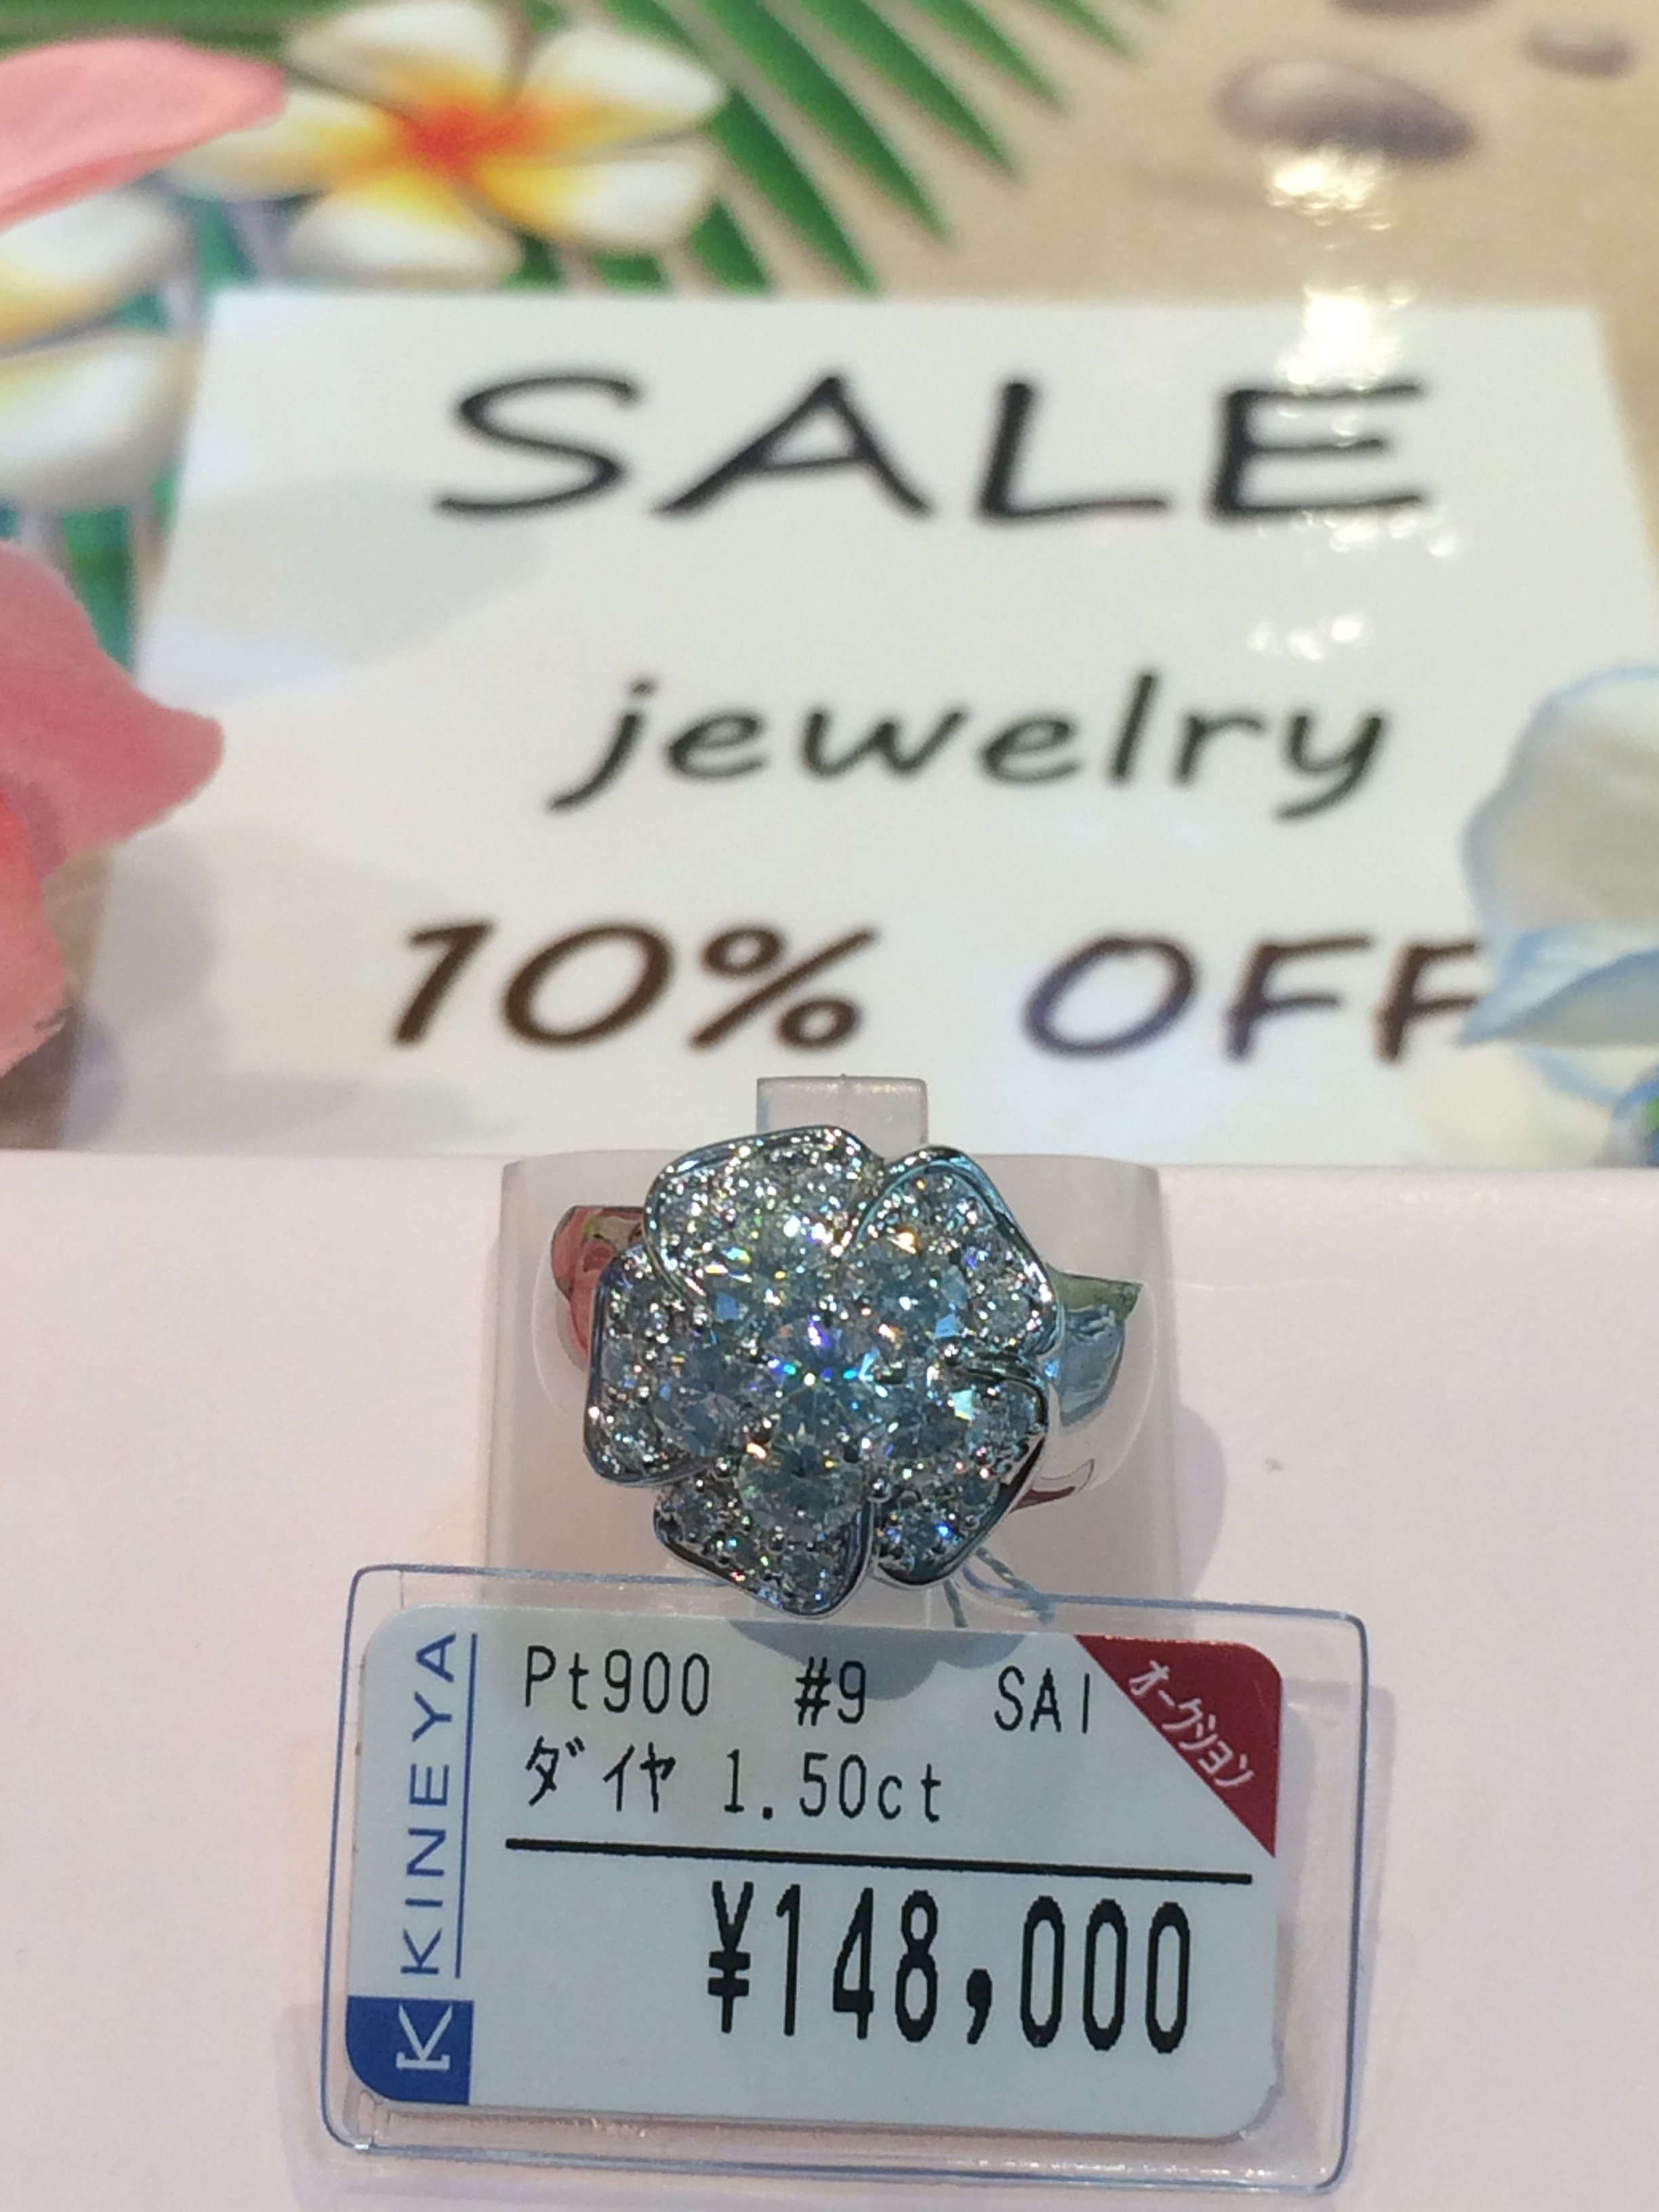 SALE
jewelry
10% OFF
KINEYA
K
Pt900 #9 SAI
オークション
ダイヤ 1.50ct
¥148,000